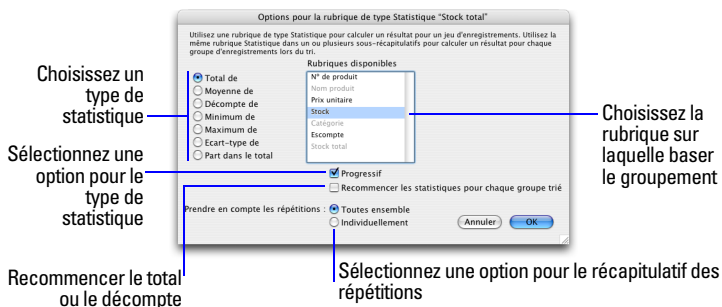 Options pour la rubrique de type Statistique "Stock total"
Utilisez une rubrique de type Statistique pour calculer un résultat pour un jeu d'enregistrements. Utilisez la
même rubrique Statistique dans un ou plusieurs sous-récapitulatifs pour calculer un résultat pour chaque
groupe d'enregistrements lors du tri.
Rubriques disponibles
Choisissez un
type de
statistique
Total de
Moyenne de
Décompte de
Minimum de
Maximum de
Ecart-type de
Part dans le total
N° de produit
Nom produit
Prix unitaire
Stock
Catégorie
Escompte
Stock total
Choisissez la
rubrique sur
laquelle baser
le groupement
Sélectionnez une
option pour le
type de
statistique
Progressif
Recommencer les statistiques pour chaque groupe trié
Prendre en compte les répétitions :
Toutes ensemble
Individuellement
Annuler
OK
Recommencer le total
ou le décompte
Sélectionnez une option pour le récapitulatif des
répétitions